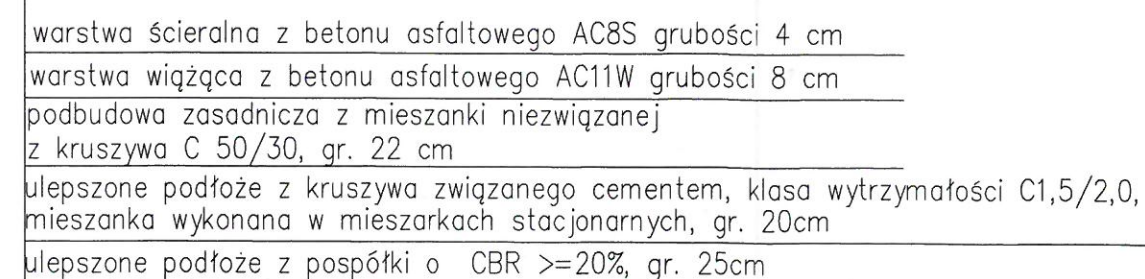 warstwa ścieralna z betonu asfaltowego AC8S grubości 4 cm
warstwa wiążąca z betonu asfaltowego AC11W grubości 8 cm
podbudowa zasadnicza z mieszanki niezwiązanej
z kruszywa C 50/30, gr. 22 cm
ulepszone podłoże z kruszywa związanego cementem, klasa wytrzymałości C1,5/2,0,
mieszanka wykonana w mieszarkach stacjonarnych, gr. 20cm
ulepszone podłoże z pospółki o CBR >=20%, gr. 25cm